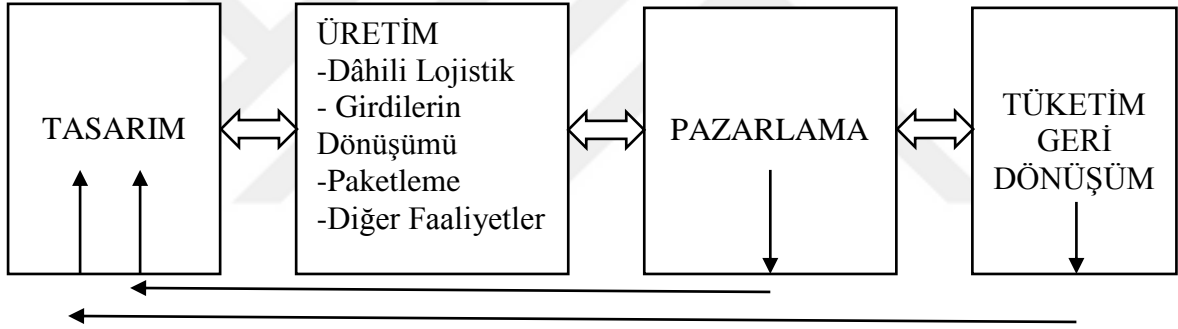 TASARIM
ÜRETİM
-Dâhili Lojistik
- Girdilerin
Dönüşümü
-Paketleme
-Diğer Faaliyetler
PAZARLAMA
TÜKETİM
GERİ
DÖNÜŞÜM